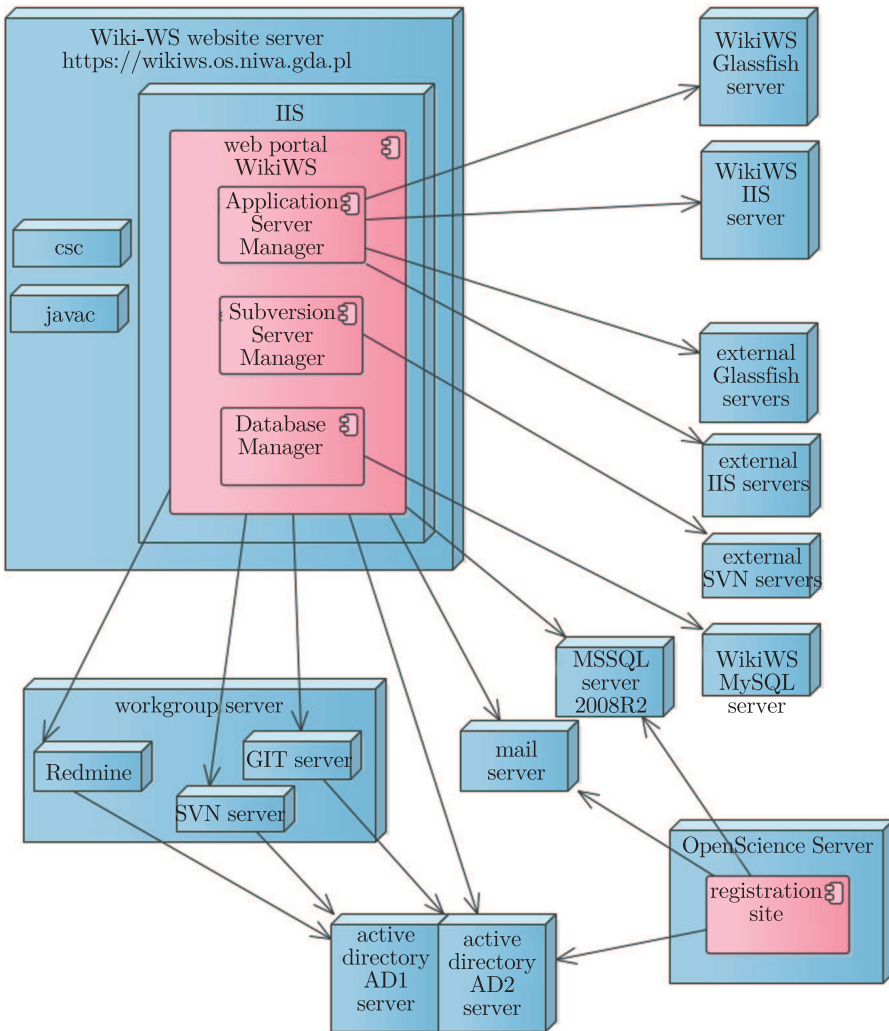 Wiki-WS website server
https://wikiws.os.niwa.gda.pl
IIS
web portal
WikiWS
Application
Server
Manager
Subversion
Server
Manager
Database
Manager
csc
javac
WikiWS
Glassfish
server
WikiWS
IIS
server
external
Glassfish
servers
external
IIS servers
external
SVN servers
WikiWS
MySQL
server
MSSQL
server
2008R2
mail
server
workgroup server
Redmine
SVN server
GIT server
OpenScience Server
registration
site
active
directory
AD1
server
active
directory
AD2
server